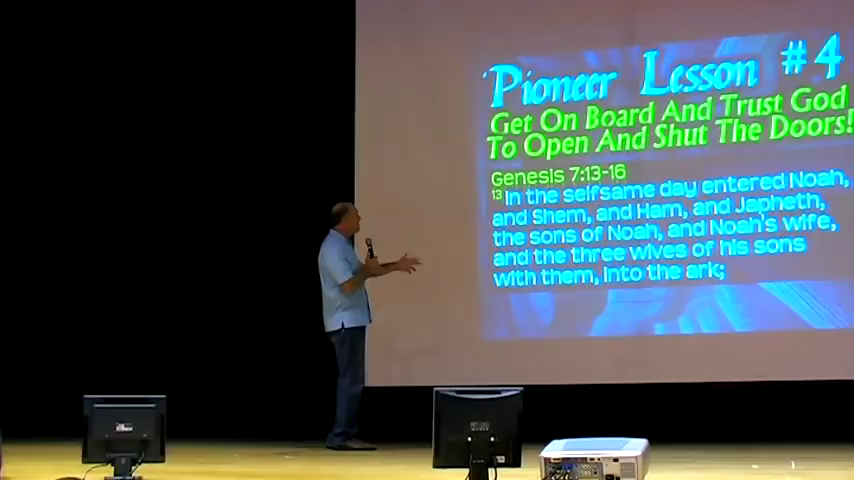 Pioneer Lesson #4
Get On Board And Trust God
To Open And Shut The Doors!
Genesis 7:13-16
13 In the selfsame day entered Noah,
and Shem, and Ham, and Japheth,
the sons of Noah, and Noah's wife,
and the three wives of his sons
with them, into the ark;